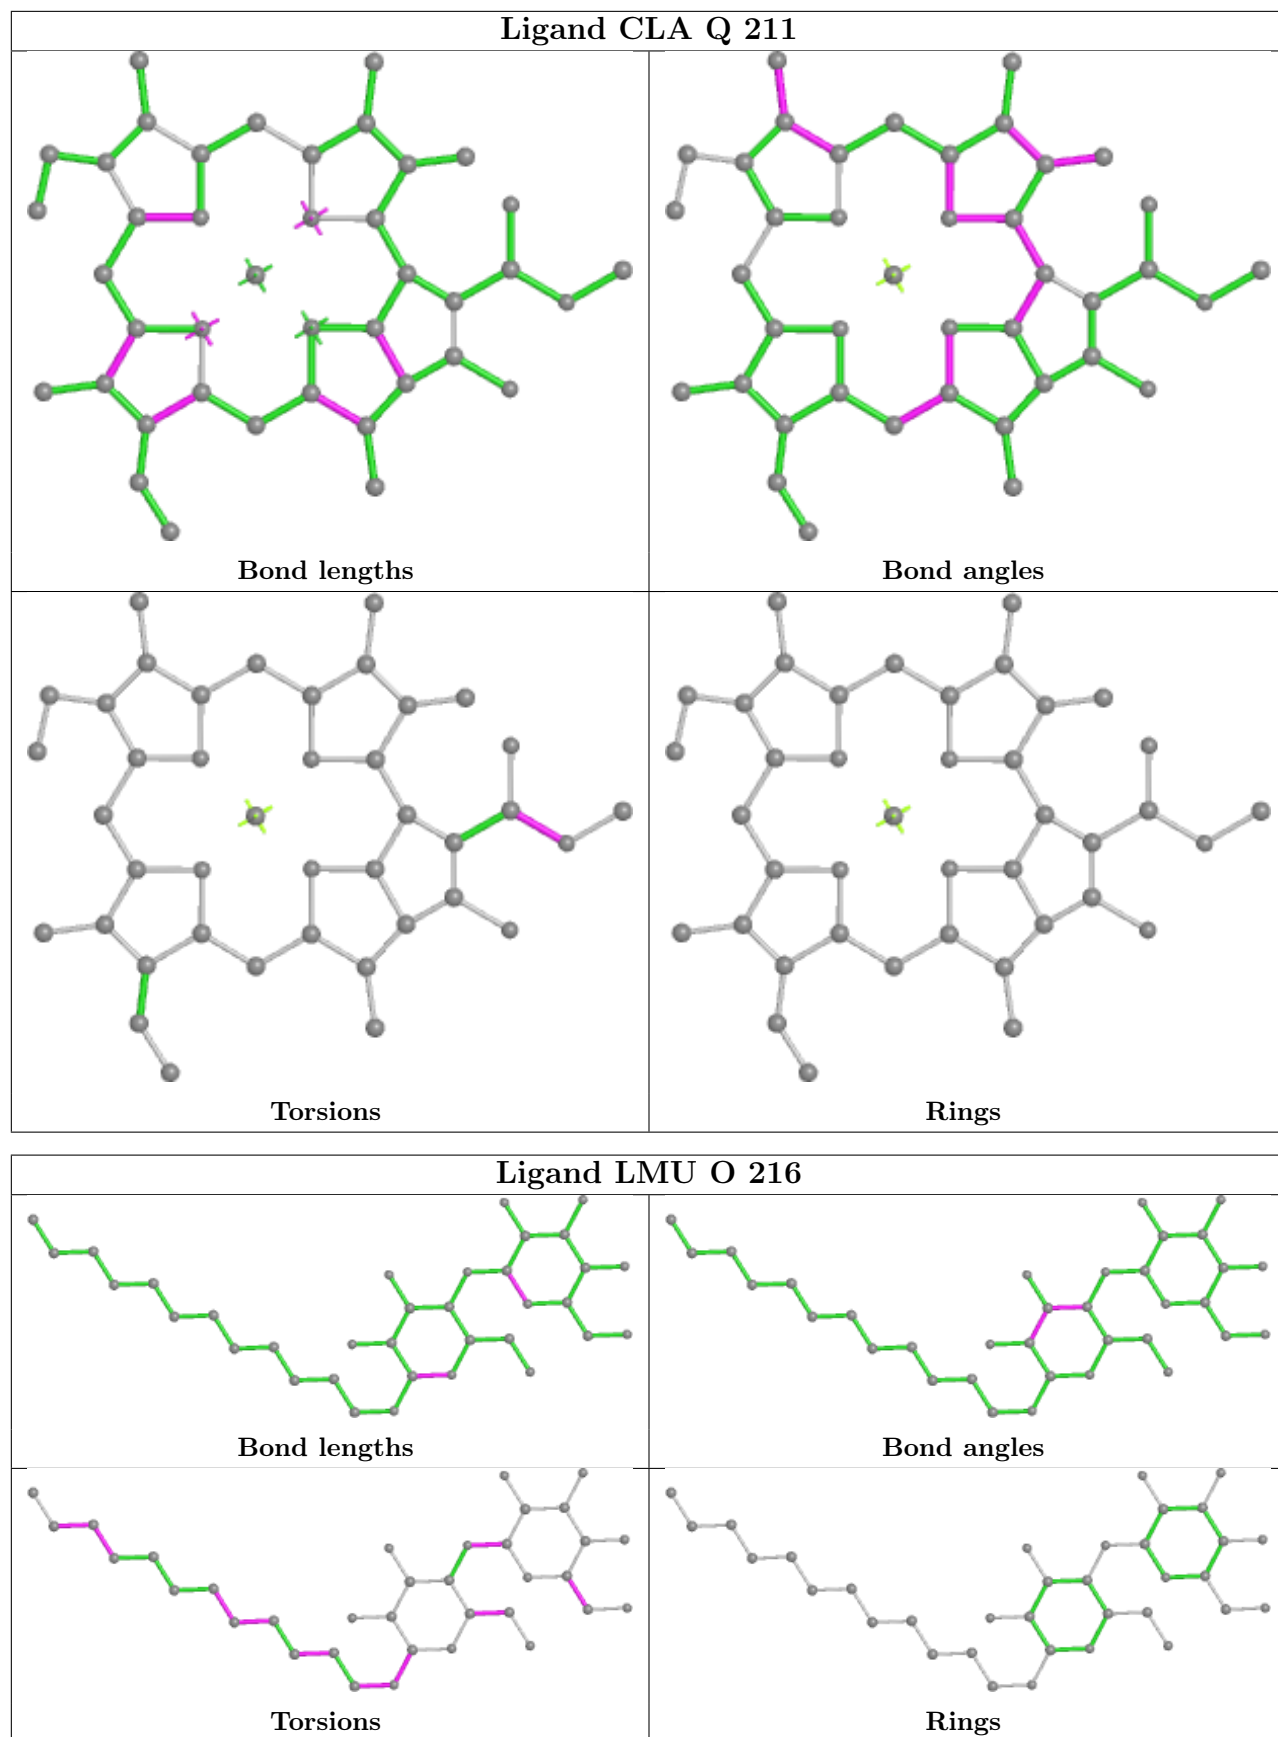 Ligand CLA Q 211
Bond lengths
Bond angles
Torsions
Rings
Ligand LMU O 216
Bond lengths
Bond angles
Torsions
Rings